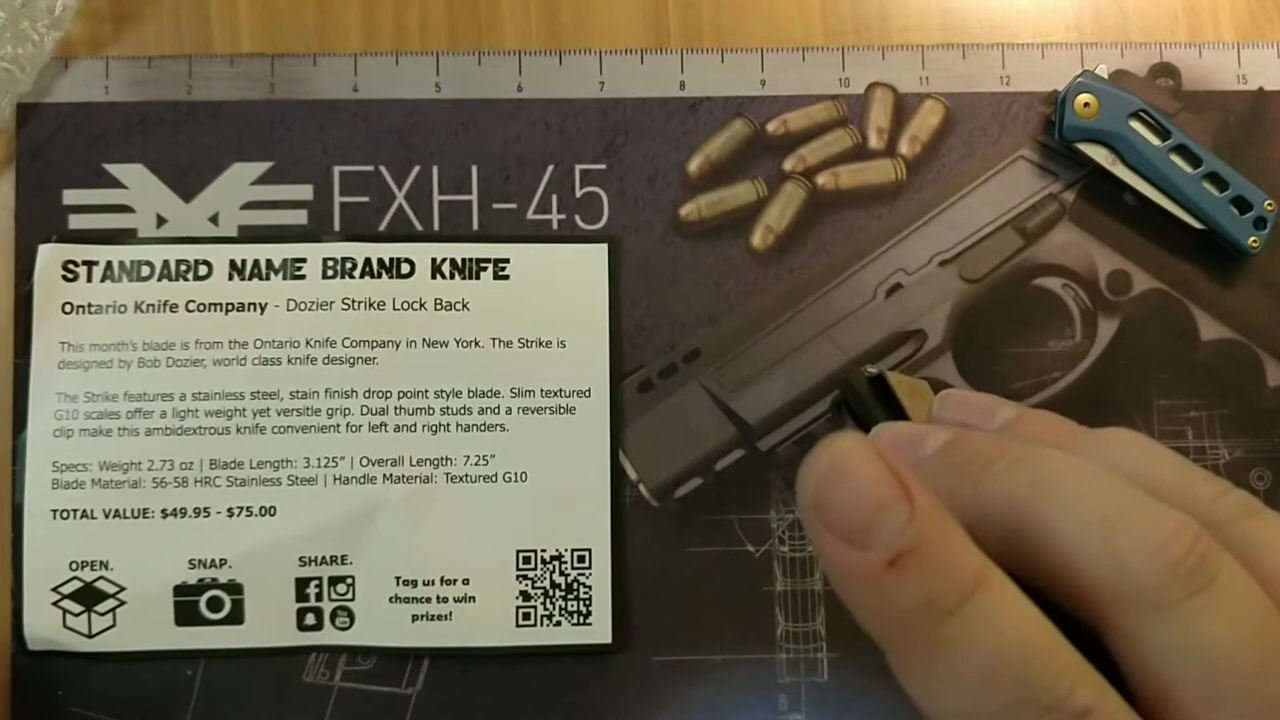 1 2 3 4 5 6 7 8 9 10 11 12 15
FXH-45
STANDARD NAME BRAND KNIFE
Ontario Knife Company - Dozier Strike Lock Back
This month's blade is from the Ontario Knife Company in New York. The Strike is
designed by Bob Dozier, world class knife designer.
The Strike features a stainless steel, stain finish drop point style blade. Slim textured
G10 scales offer a light weight yet versitle grip. Dual thumb studs and a reversible
clip make this ambidextrous knife convenient for left and right handers.
Specs: Weight 2.73 oz | Blade Length: 3.125" | Overall Length: 7.25"
Blade Material: 56-58 HRC Stainless Steel | Handle Material: Textured G10
TOTAL VALUE: $49.95 - $75.00
OPEN. SNAP. SHARE.
Tag us for a
chance to win
prizes!